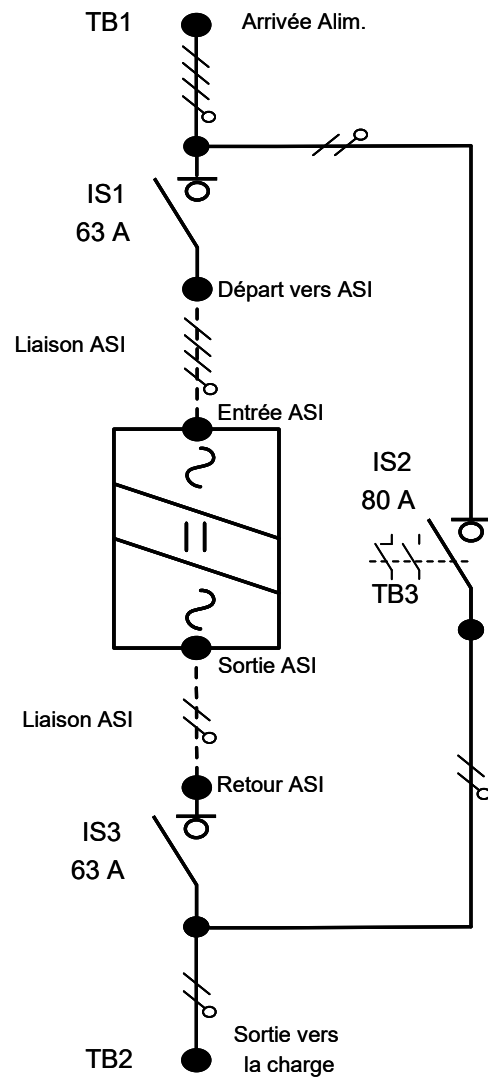 TB1
Arrivée Alim.
IS1
63 A
Départ vers ASI
Liaison ASI
Entrée ASI
IS2
80 A
TB3
Sortie ASI
Liaison ASI
Retour ASI
IS3
63 A
Sortie vers
la charge
TB2